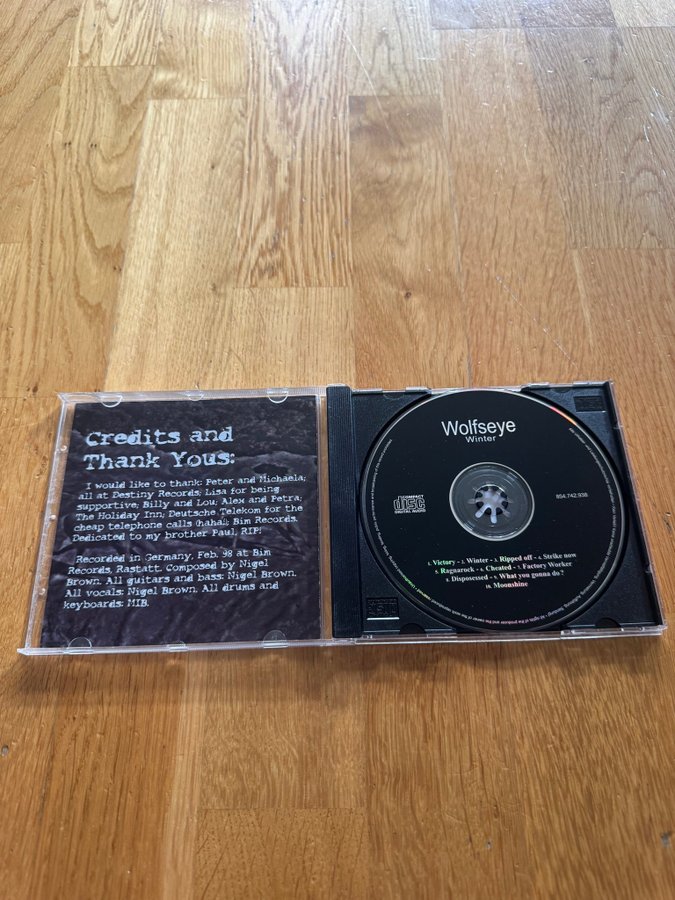 Credits and
Thank Yous:
I would like to thank: Peter and Michaela;
all at Destiny Records; Lisa for being
supportive; Billy and Lou; Alex and Petra;
The Holiday Inn; Deutsche Telekom for the
cheap telephone calls (haha); Bim Records.
Dedicated to my brother Paul, RIP!
Recorded in Germany, Feb. 98 at Bim
Records, Rastatt. Composed by Nigel
Brown. All guitars and bass: Nigel Brown.
All vocals: Nigel Brown. All drums and
keyboards: MIB.
Wolfseye
Winter
COMPACT
disc
DIGITAL AUDIO
854.742.938
1. Victory - 2. Winter - 3. Ripped off - 4. Strike now
5. Ragnarock - 6. Cheated - 7. Factory Worker
8. Disposessed - 9. What you gonna do?
10. Moonshine